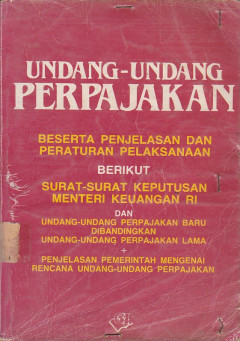 UNDANG-UNDANG
PERPAJAKAN
BESERTA PENJELASAN DAN
PERATURAN PELAKSANAAN
BERIKUT
SURAT-SURAT KEPUTUSAN
MENTERI KEUANGAN RI
DAN
UNDANG-UNDANG PERPAJAKAN BARU
DIBANDINGKAN
UNDANG-UNDANG PERPAJAKAN LAMA
+
PENJELASAN PEMERINTAH MENGENAI
RENCANA UNDANG-UNDANG PERPAJAKAN